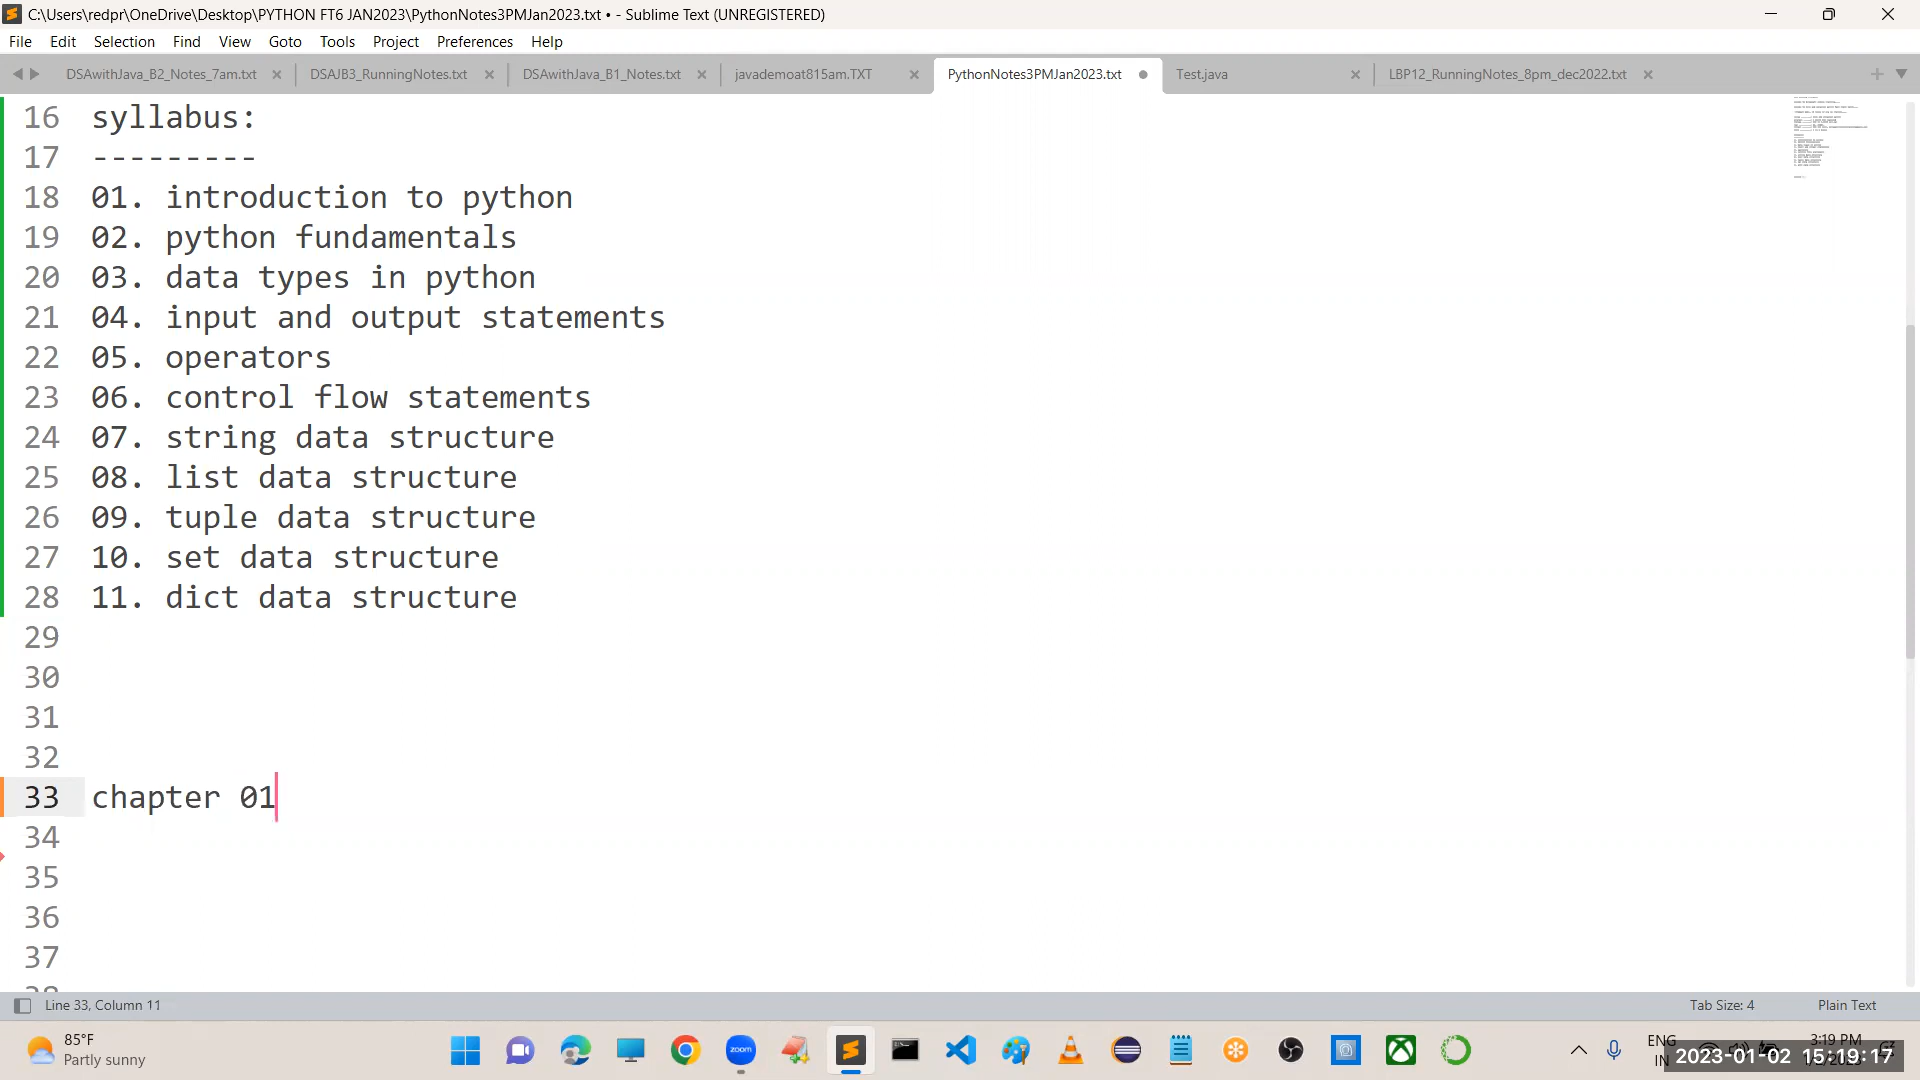 C:\Users\redpr\OneDrive\Desktop\PYTHON FT6 JAN2023\PythonNotes3PMJan2023.txt • - Sublime Text (UNREGISTERED)
File Edit Selection Find View Goto Tools Project Preferences Help
DSAwithJava_B2_Notes_7am.txt DSAJB3_RunningNotes.txt DSAwithJava_B1_Notes.txt javademoat815am.TXT PythonNotes3PMJan2023.txt Test.java LBP12_RunningNotes_8pm_dec2022.txt
16 syllabus:
17 ---------
18 01. introduction to python
19 02. python fundamentals
20 03. data types in python
21 04. input and output statements
22 05. operators
23 06. control flow statements
24 07. string data structure
25 08. list data structure
26 09. tuple data structure
27 10. set data structure
28 11. dict data structure
29
30
31
32
33 chapter 01
34
35
36
37
Line 33, Column 11 Tab Size: 4 Plain Text
85°F
Partly sunny
zoom
ENG
IN
3:19 PM
2023-01-02 15:19:17